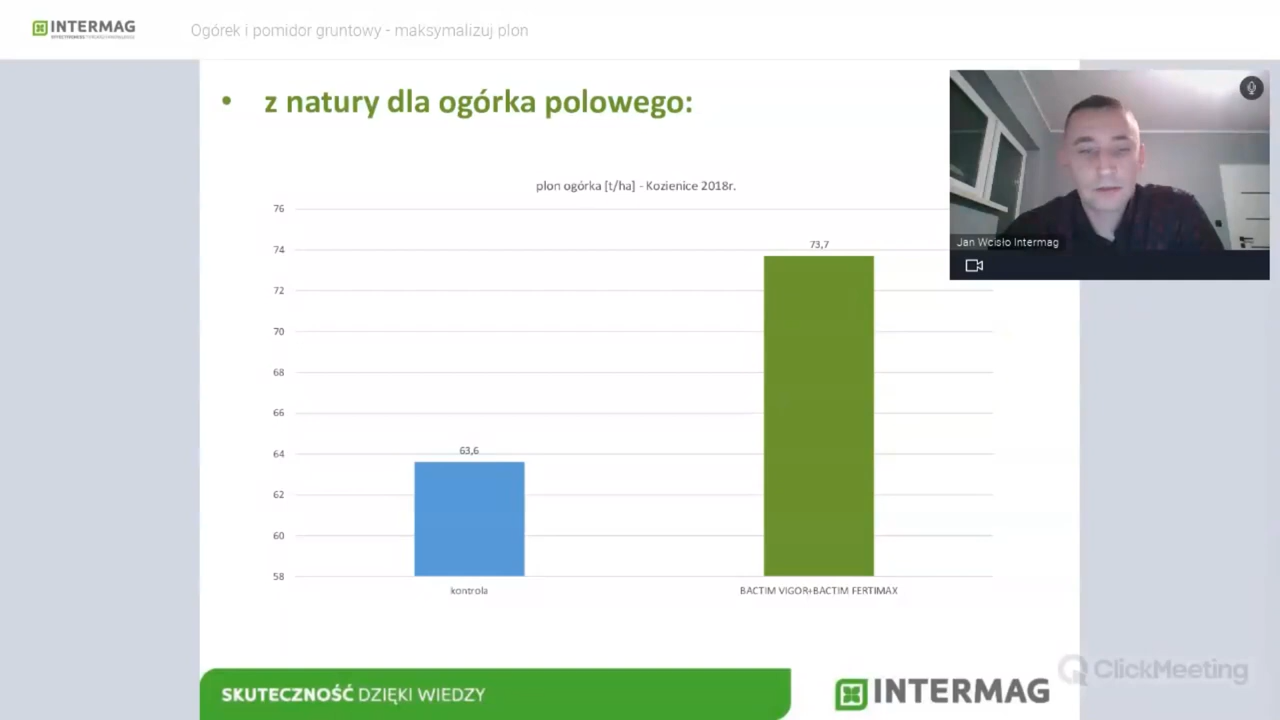 INTERMAG
Ogórek i pomidor gruntowy - maksymalizuj plon
• z natury dla ogórka polowego:
plon ogórka [t/ha] - Kozienice 2018r.
76
74
72
70
68
66
64
62
60
58
63,6
73,7
kontrola
BACTIM VIGOR+BACTIM FERTIMAX
Jan Wcisło Intermag
SKUTECZNOŚĆ DZIĘKI WIEDZY
INTERMAG
ClickMeeting